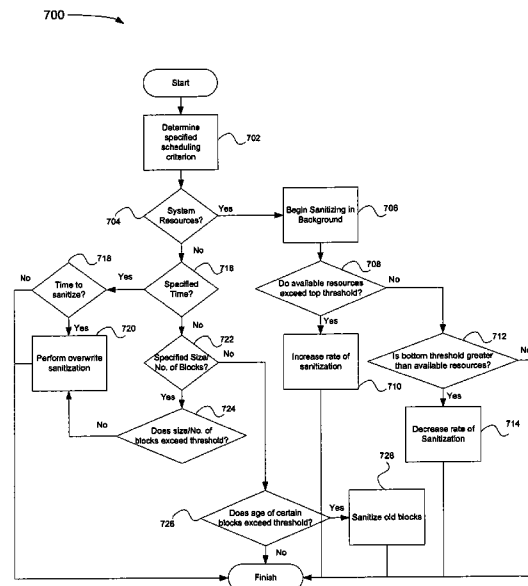 700
Start
Determine
specified
scheduling
criterion
702
System
Resources?
704
Yes
No
Begin Sanitizing in
Background
706
718
Time to
sanitize?
No
Yes
Yes
Specified
Time?
716
No
Do available resources
exceed top threshold?
708
No
Yes
720
Perform overwrite
sanitization
722
Specified Size/
No. of Blocks?
No
Yes
Increase rate of
sanitization
710
712
Is bottom threshold greater
than available resources?
No
Yes
724
Does size/No. of
blocks exceed threshold?
No
Decrease rate of
Sanitization
714
728
Does age of certain
blocks exceed threshold?
726
Yes
No
Sanitize old blocks
Finish